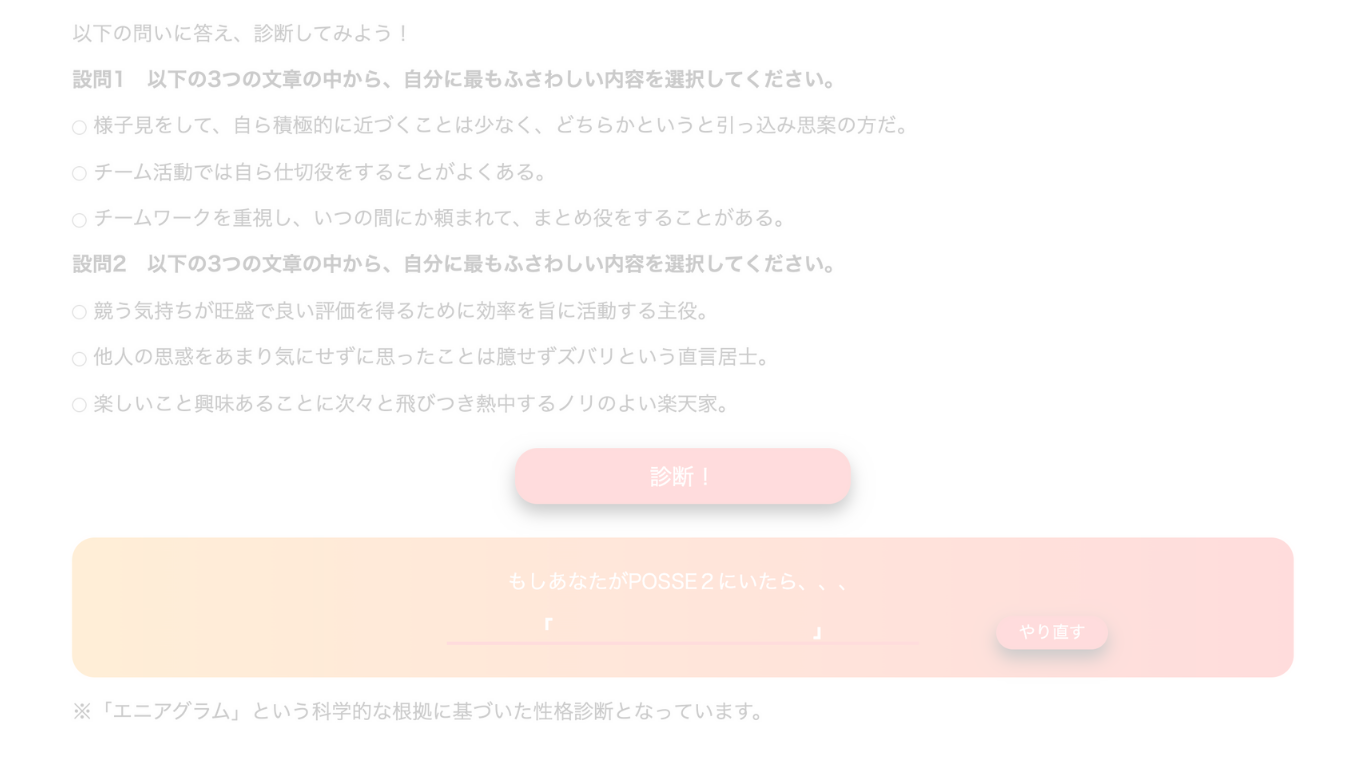 以下の問いに答え、診断してみよう！
設問1　以下の3つの文章の中から、自分に最もふさわしい内容を選択してください。
様子見をして、自ら積極的に近づくことは少なく、どちらかというと引っ込み思案の方だ。
チーム活動では自ら仕切役をすることがよくある。
チームワークを重視し、いつの間にか頼まれて、まとめ役をすることがある。
設問2　以下の3つの文章の中から、自分に最もふさわしい内容を選択してください。
競う気持ちが旺盛で良い評価を得るために効率を旨に活動する主役。
他人の思惑をあまり気にせずに思ったことは臆せずズバリという直言居士。
楽しいこと興味あることに次々と飛びつき熱中するノリのよい楽天家。
診断！
もしあなたがPOSSE２にいたら、、、
『　　　　　　　　　』
やり直す
※「エニアグラム」という科学的な根拠に基づいた性格診断となっています。